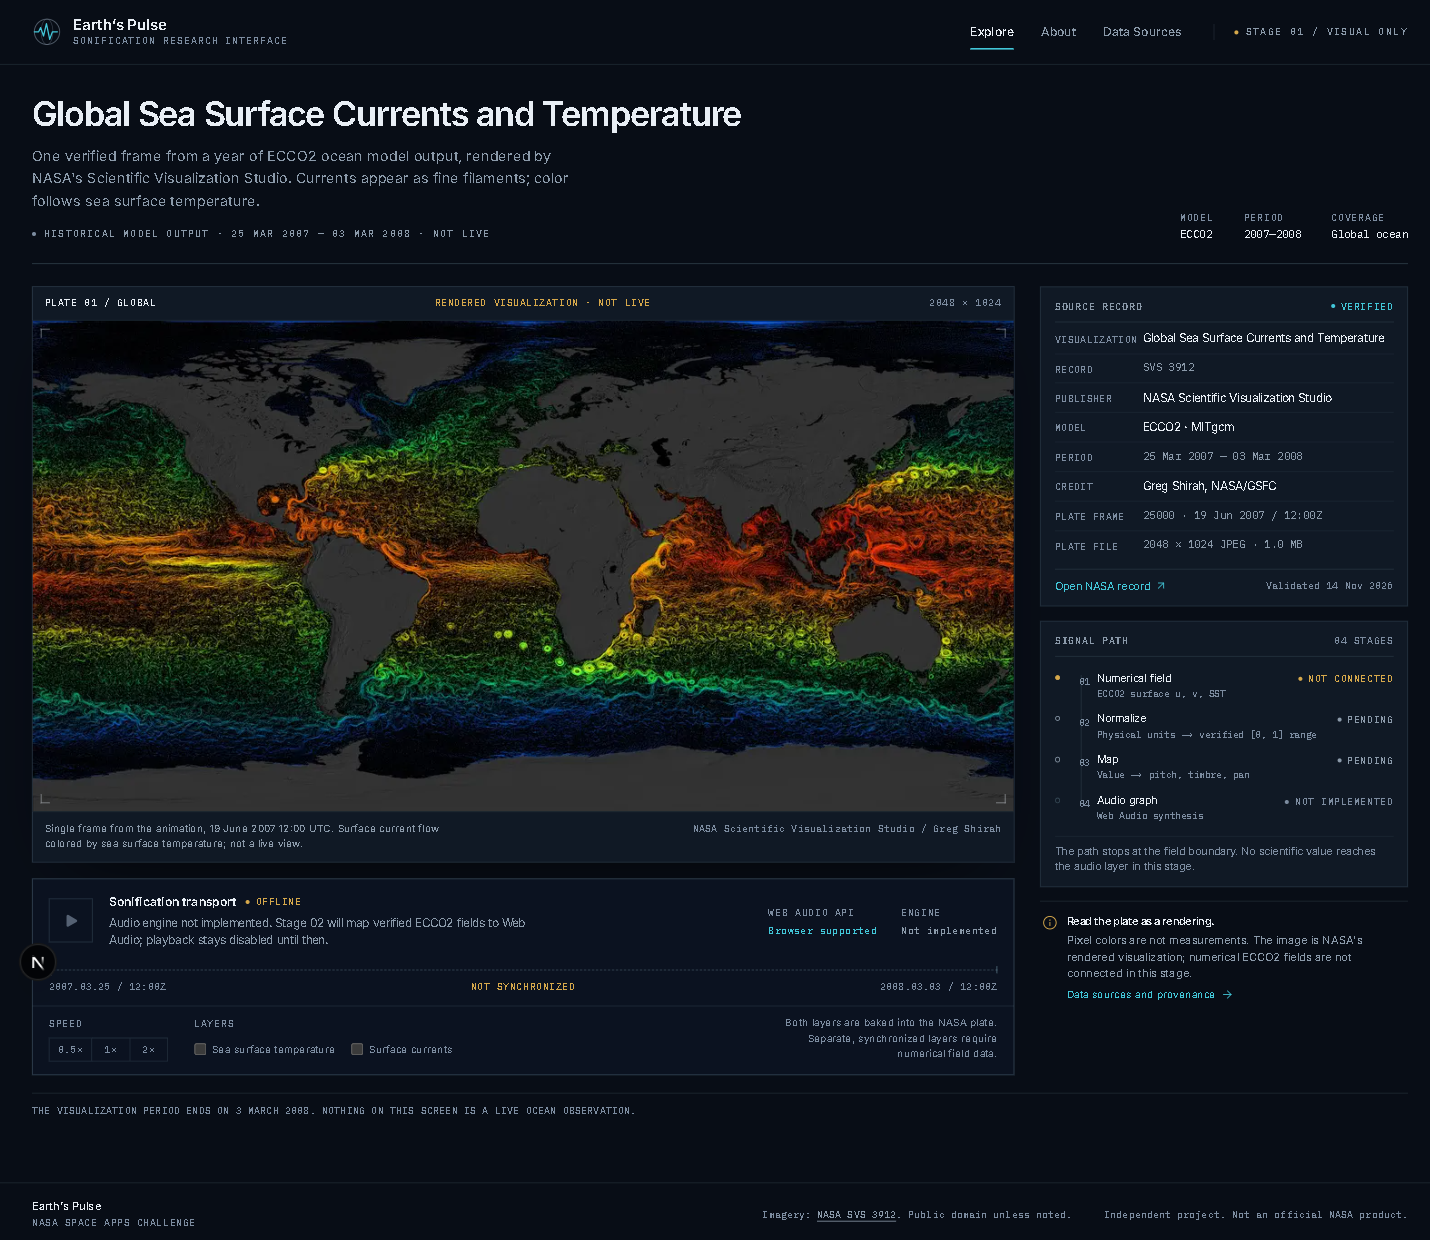 Earth's Pulse
SONIFICATION RESEARCH INTERFACE
Explore
About
Data Sources
STAGE 01 / VISUAL ONLY
Global Sea Surface Currents and Temperature
One verified frame from a year of ECCO2 ocean model output, rendered by
NASA's Scientific Visualization Studio. Currents appear as fine filaments; color
follows sea surface temperature.
HISTORICAL MODEL OUTPUT · 25 MAR 2007 — 03 MAR 2008 · NOT LIVE
MODEL
ECCO2
PERIOD
2007—2008
COVERAGE
Global ocean
PLATE 01 / GLOBAL
RENDERED VISUALIZATION · NOT LIVE
2048 × 1024
Single frame from the animation, 19 June 2007 12:00 UTC. Surface current flow
colored by sea surface temperature; not a live view.
NASA Scientific Visualization Studio / Greg Shirah
Sonification transport
OFFLINE
Audio engine not implemented. Stage 02 will map verified ECCO2 fields to Web
Audio; playback stays disabled until then.
WEB AUDIO API
Browser supported
ENGINE
Not implemented
N
2007.03.25 / 12:00Z
NOT SYNCHRONIZED
2008.03.03 / 12:00Z
SPEED
0.5×
1×
2×
LAYERS
Sea surface temperature
Surface currents
Both layers are baked into the NASA plate.
Separate, synchronized layers require
numerical field data.
SOURCE RECORD
VERIFIED
VISUALIZATION Global Sea Surface Currents and Temperature
RECORD SVS 3912
PUBLISHER NASA Scientific Visualization Studio
MODEL ECCO2 · MITgcm
PERIOD 25 Mar 2007 — 03 Mar 2008
CREDIT Greg Shirah, NASA/GSFC
PLATE FRAME 25000 · 19 Jun 2007 / 12:00Z
PLATE FILE 2048 × 1024 JPEG · 1.0 MB
Open NASA record ↗
Validated 14 Nov 2026
SIGNAL PATH
04 STAGES
01 Numerical field
NOT CONNECTED
ECCO2 surface u, v, SST
02 Normalize
PENDING
Physical units → verified [0, 1] range
03 Map
PENDING
Value → pitch, timbre, pan
04 Audio graph
NOT IMPLEMENTED
Web Audio synthesis
The path stops at the field boundary. No scientific value reaches
the audio layer in this stage.
Read the plate as a rendering.
Pixel colors are not measurements. The image is NASA's
rendered visualization; numerical ECCO2 fields are not
connected in this stage.
Data sources and provenance →
THE VISUALIZATION PERIOD ENDS ON 3 MARCH 2008. NOTHING ON THIS SCREEN IS A LIVE OCEAN OBSERVATION.
Earth's Pulse
NASA SPACE APPS CHALLENGE
Imagery: NASA SVS 3912. Public domain unless noted.
Independent project. Not an official NASA product.